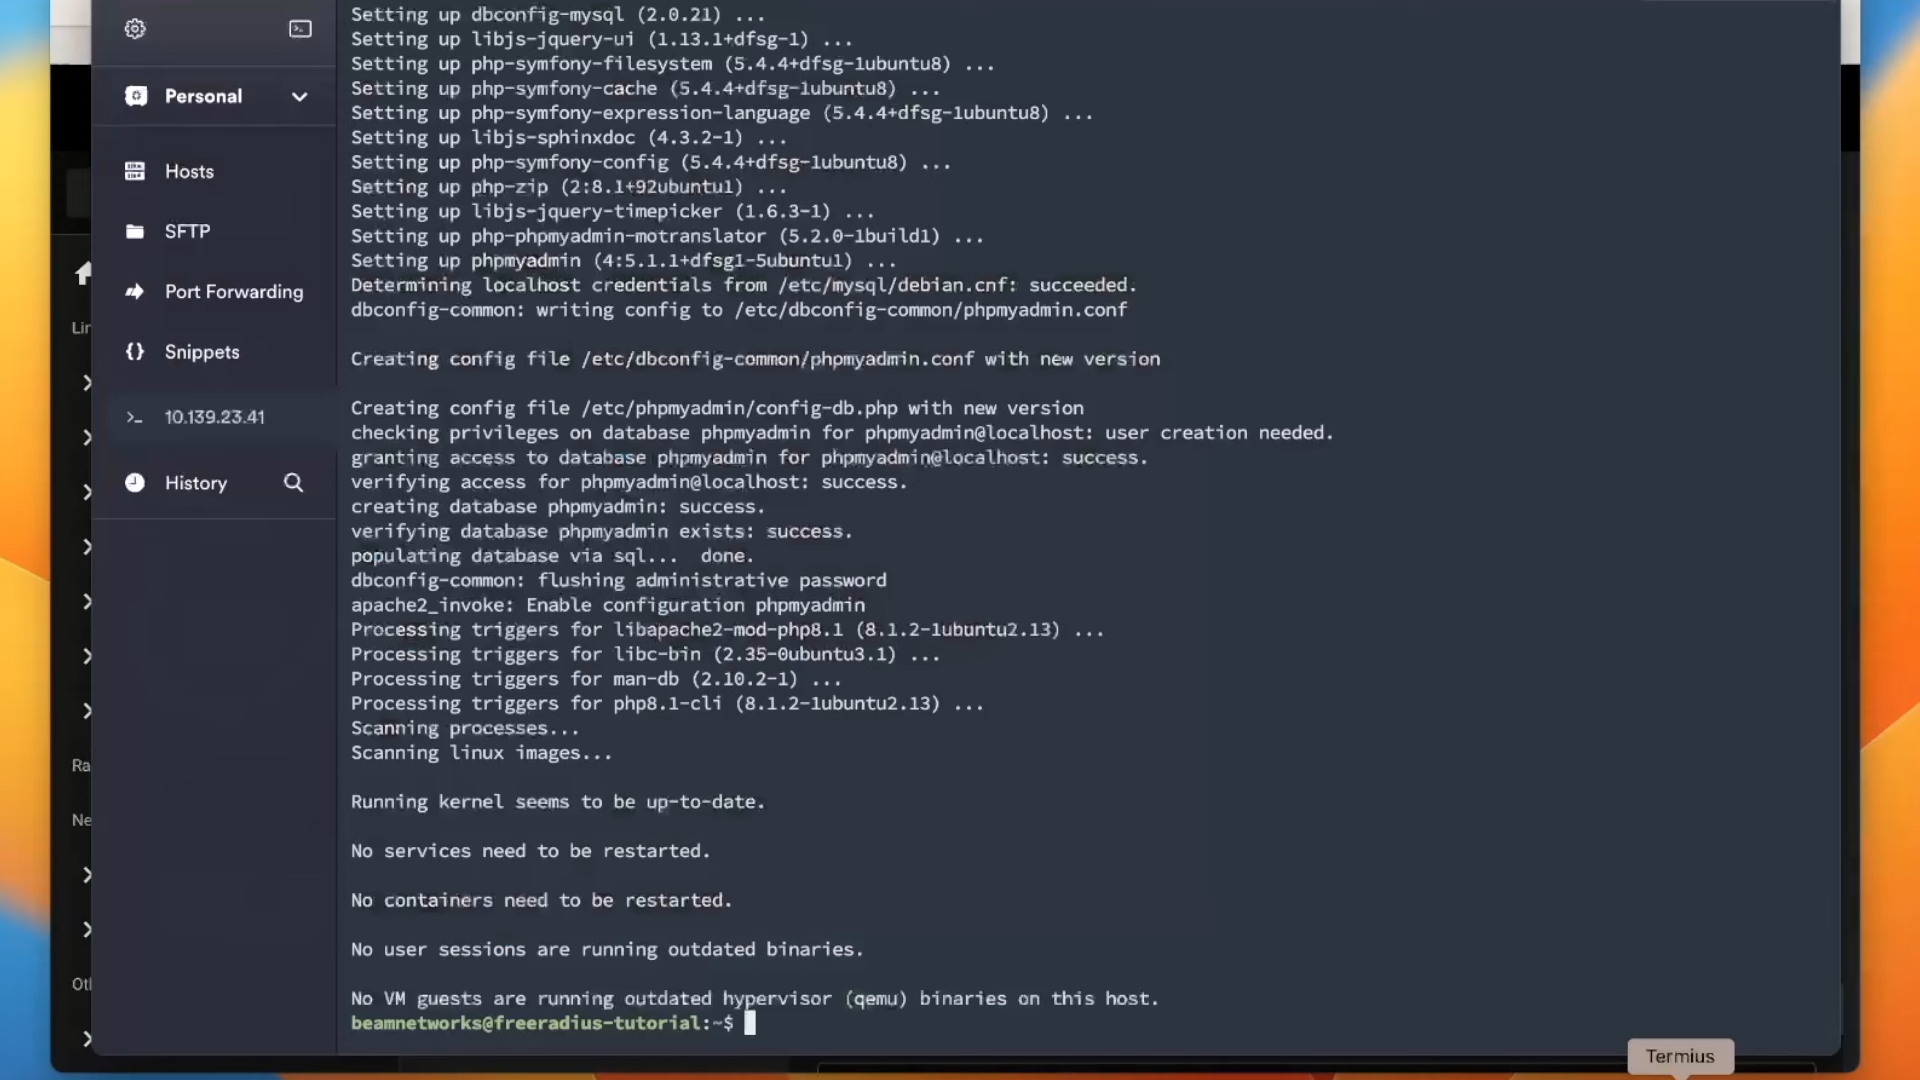 Personal
Hosts
SFTP
Port Forwarding
Snippets
>_ 10.139.23.41
History
Lin
Ra
Ne
Otl
Setting up dbconfig-mysql (2.0.21) ...
Setting up libjs-jquery-ui (1.13.1+dfsg-1) ...
Setting up php-symfony-filesystem (5.4.4+dfsg-1ubuntu8) ...
Setting up php-symfony-cache (5.4.4+dfsg-1ubuntu8) ...
Setting up php-symfony-expression-language (5.4.4+dfsg-1ubuntu8) ...
Setting up libjs-sphinxdoc (4.3.2-1) ...
Setting up php-symfony-config (5.4.4+dfsg-1ubuntu8) ...
Setting up php-zip (2:8.1+92ubuntu1) ...
Setting up libjs-jquery-timepicker (1.6.3-1) ...
Setting up php-phpmyadmin-motranslator (5.2.0-1build1) ...
Setting up phpmyadmin (4:5.1.1+dfsg1-5ubuntu1) ...
Determining localhost credentials from /etc/mysql/debian.cnf: succeeded.
dbconfig-common: writing config to /etc/dbconfig-common/phpmyadmin.conf
Creating config file /etc/dbconfig-common/phpmyadmin.conf with new version
Creating config file /etc/phpmyadmin/config-db.php with new version
checking privileges on database phpmyadmin for phpmyadmin@localhost: user creation needed.
granting access to database phpmyadmin for phpmyadmin@localhost: success.
verifying access for phpmyadmin@localhost: success.
creating database phpmyadmin: success.
verifying database phpmyadmin exists: success.
populating database via sql...  done.
dbconfig-common: flushing administrative password
apache2_invoke: Enable configuration phpmyadmin
Processing triggers for libapache2-mod-php8.1 (8.1.2-1ubuntu2.13) ...
Processing triggers for libc-bin (2.35-0ubuntu3.1) ...
Processing triggers for man-db (2.10.2-1) ...
Processing triggers for php8.1-cli (8.1.2-1ubuntu2.13) ...
Scanning processes...
Scanning linux images...
Running kernel seems to be up-to-date.
No services need to be restarted.
No containers need to be restarted.
No user sessions are running outdated binaries.
No VM guests are running outdated hypervisor (qemu) binaries on this host.
beamnetworks@freeradius-tutorial:~$
Termius